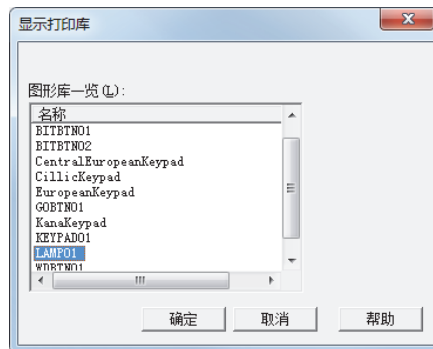 显示打印库
图形库一览(L):
名称
BITBTN01
BITBTN02
CentralEuropeanKeypad
CillicKeypad
EuropeanKeypad
GOBTN01
KanaKeypad
KEYPAD01
LAMP01
WDBTN01
确定 取消 帮助